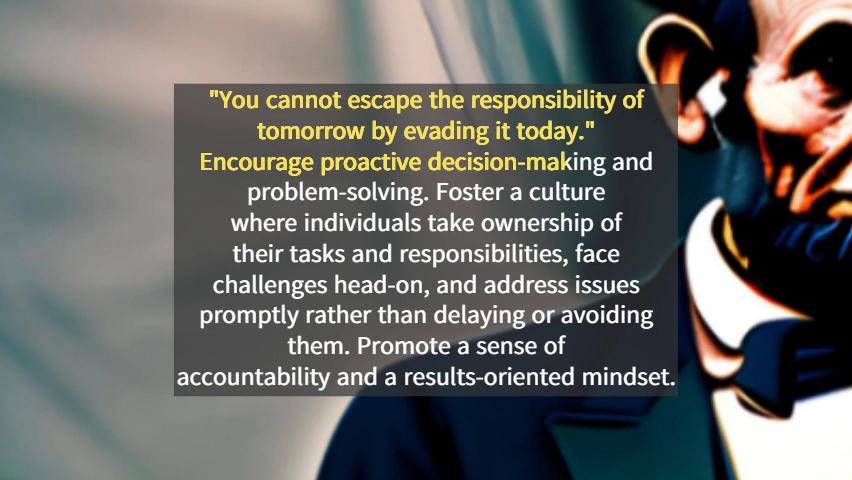 "You cannot escape the responsibility of
tomorrow by evading it today."
Encourage proactive decision-making and
problem-solving. Foster a culture
where individuals take ownership of
their tasks and responsibilities, face
challenges head-on, and address issues
promptly rather than delaying or avoiding
them. Promote a sense of
accountability and a results-oriented mindset.